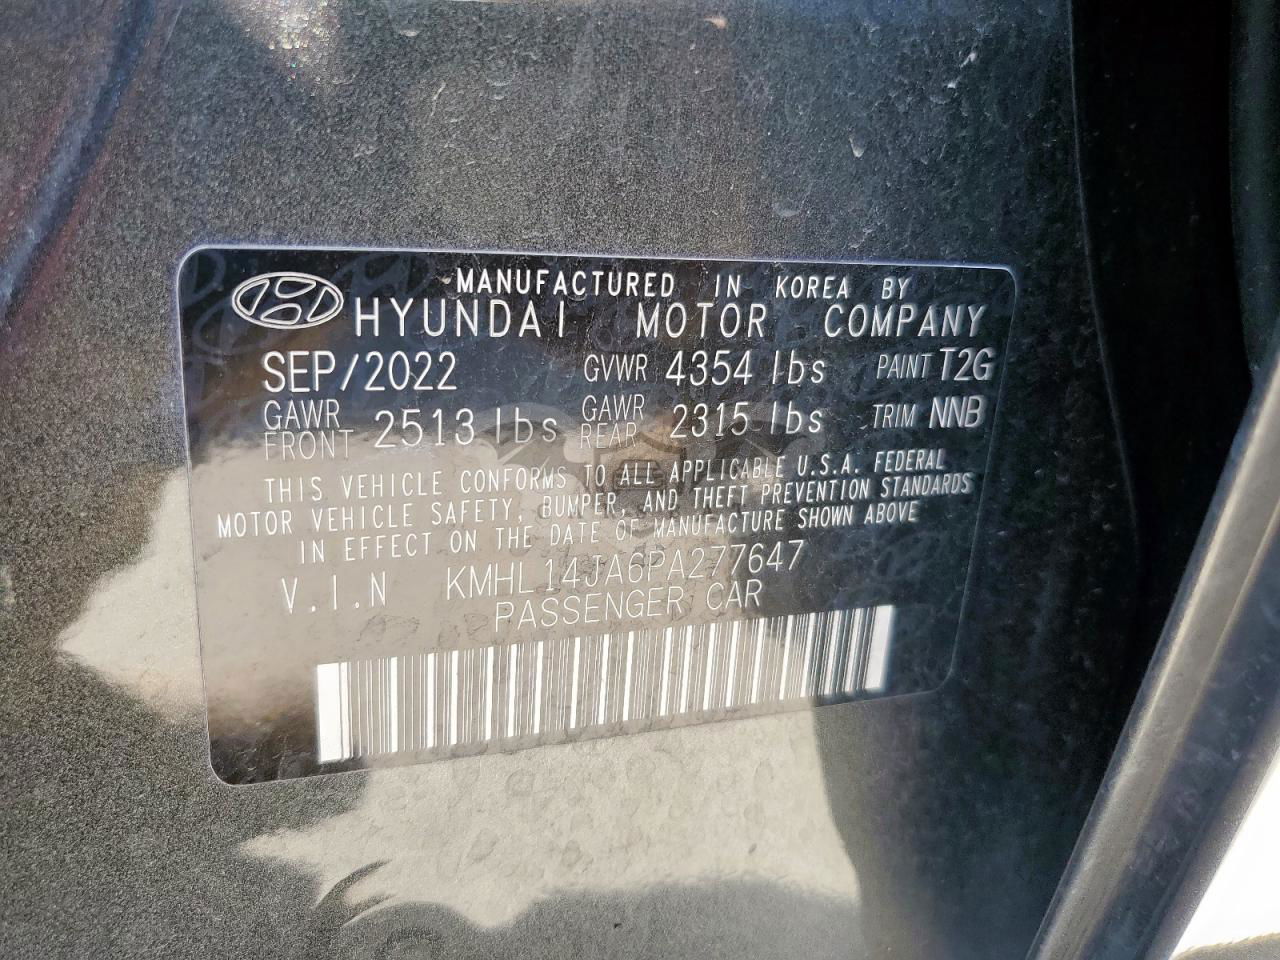 MANUFACTURED IN KOREA BY
HYUNDAI MOTOR COMPANY
SEP/2022 GVWR 4354 lbs PAINT T2G
GAWR FRONT 2513 lbs GAWR REAR 2315 lbs TRIM NNB
THIS VEHICLE CONFORMS TO ALL APPLICABLE U.S.A. FEDERAL
MOTOR VEHICLE SAFETY, BUMPER, AND THEFT PREVENTION STANDARDS
IN EFFECT ON THE DATE OF MANUFACTURE SHOWN ABOVE
V.I.N KMHL14JA6PA277647
PASSENGER CAR